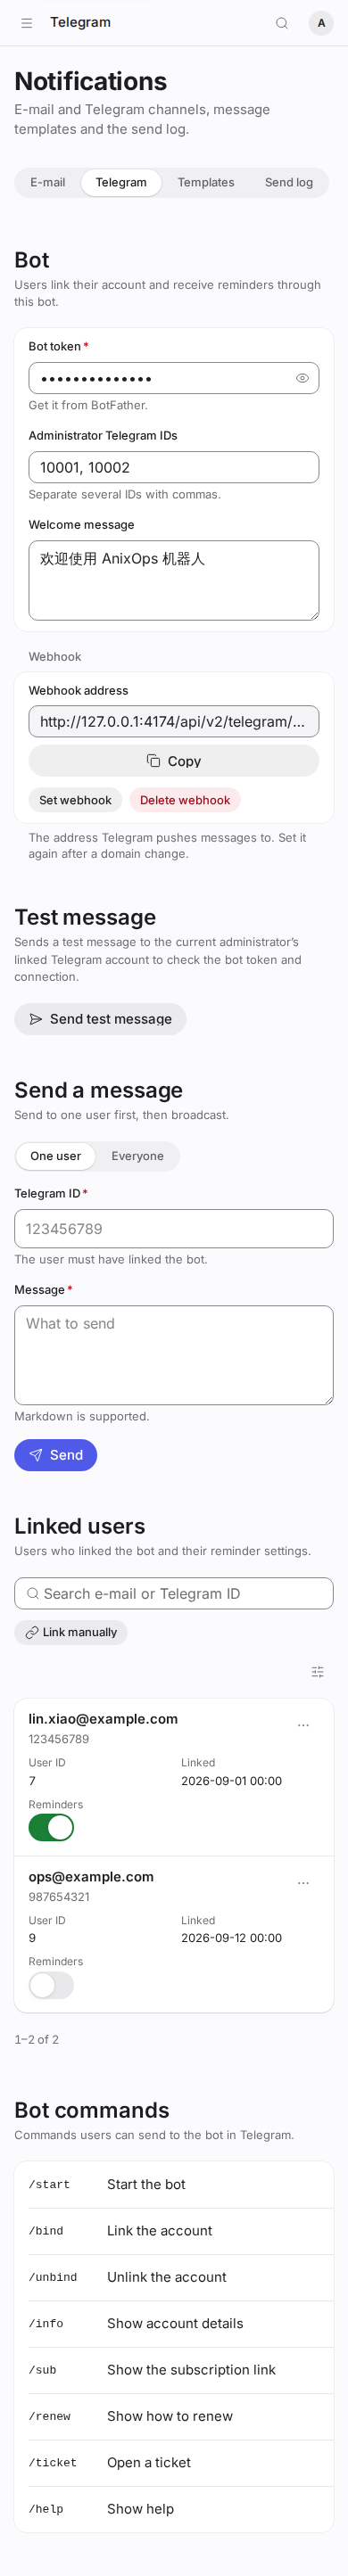 Telegram
A
Notifications
E-mail and Telegram channels, message
templates and the send log.
E-mail
Telegram
Templates
Send log
Bot
Users link their account and receive reminders through
this bot.
Bot token *
••••••••••••••
Get it from BotFather.
Administrator Telegram IDs
10001, 10002
Separate several IDs with commas.
Welcome message
欢迎使用 AnixOps 机器人
Webhook
Webhook address
http://127.0.0.1:4174/api/v2/telegram/...
Copy
Set webhook
Delete webhook
The address Telegram pushes messages to. Set it
again after a domain change.
Test message
Sends a test message to the current administrator’s
linked Telegram account to check the bot token and
connection.
Send test message
Send a message
Send to one user first, then broadcast.
One user
Everyone
Telegram ID *
123456789
The user must have linked the bot.
Message *
What to send
Markdown is supported.
Send
Linked users
Users who linked the bot and their reminder settings.
Search e-mail or Telegram ID
Link manually
lin.xiao@example.com
123456789
User ID
Linked
7
2026-09-01 00:00
Reminders
ops@example.com
987654321
User ID
Linked
9
2026-09-12 00:00
Reminders
1–2 of 2
Bot commands
Commands users can send to the bot in Telegram.
/start Start the bot
/bind Link the account
/unbind Unlink the account
/info Show account details
/sub Show the subscription link
/renew Show how to renew
/ticket Open a ticket
/help Show help